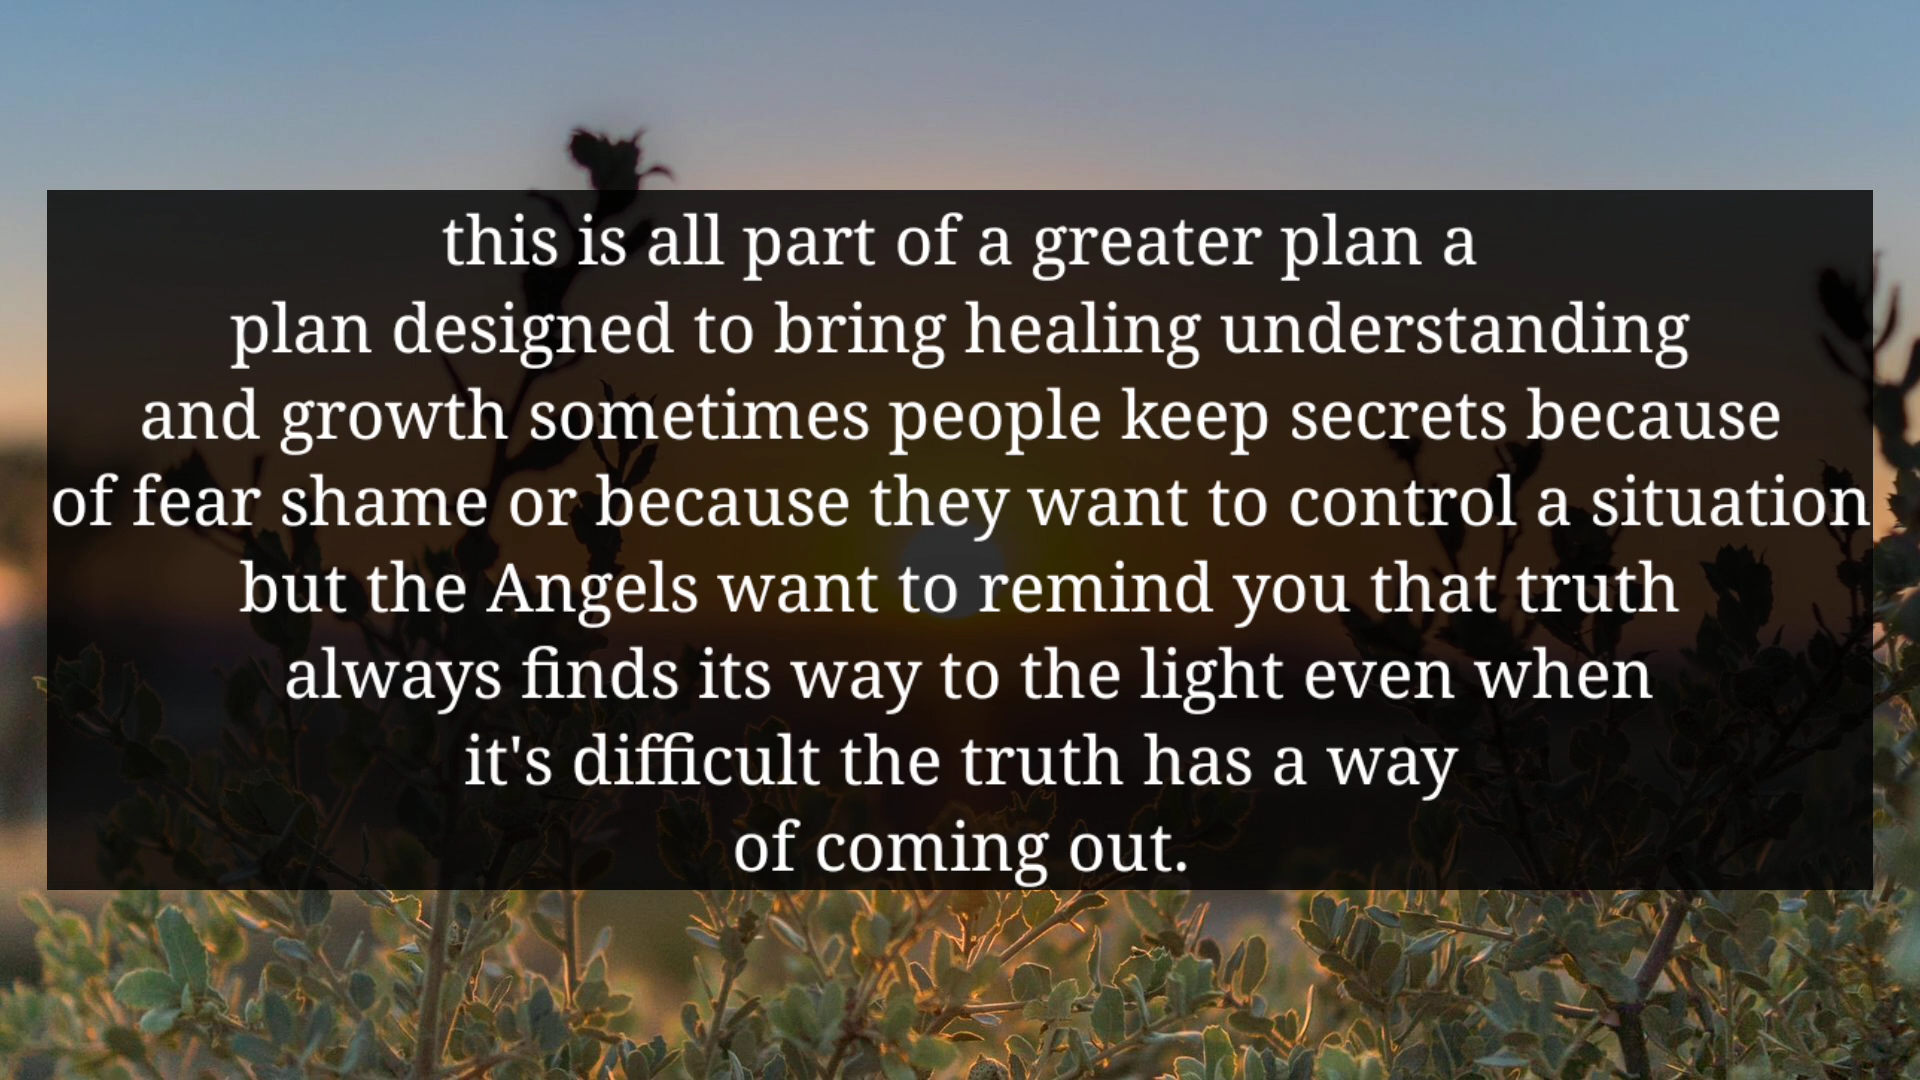 this is all part of a greater plan a
plan designed to bring healing understanding
and growth sometimes people keep secrets because
of fear shame or because they want to control a situation
but the Angels want to remind you that truth
always finds its way to the light even when
it's difficult the truth has a way
of coming out.